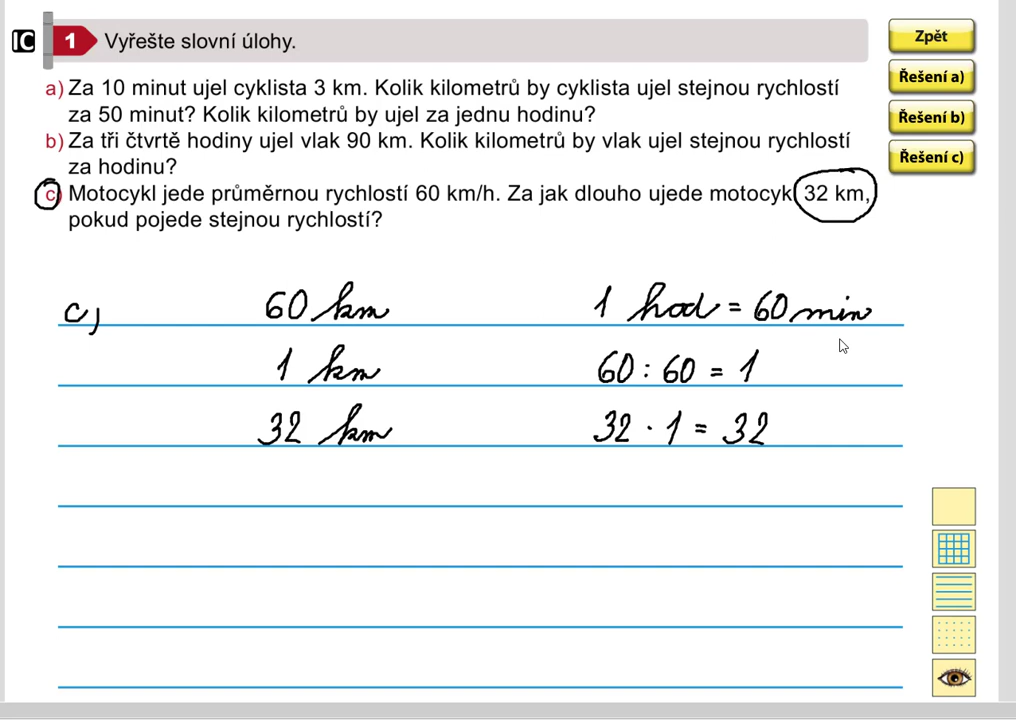 IC
1 Vyřešte slovní úlohy.
Zpět
Řešení a)
Řešení b)
Řešení c)
a) Za 10 minut ujel cyklista 3 km. Kolik kilometrů by cyklista ujel stejnou rychlostí
za 50 minut? Kolik kilometrů by ujel za jednu hodinu?
b) Za tři čtvrtě hodiny ujel vlak 90 km. Kolik kilometrů by vlak ujel stejnou rychlostí
za hodinu?
c) Motocykl jede průměrnou rychlostí 60 km/h. Za jak dlouho ujede motocykl 32 km,
pokud pojede stejnou rychlostí?
c) 60 km 1 hod = 60 min
1 km 60 : 60 = 1
32 km 32 · 1 = 32